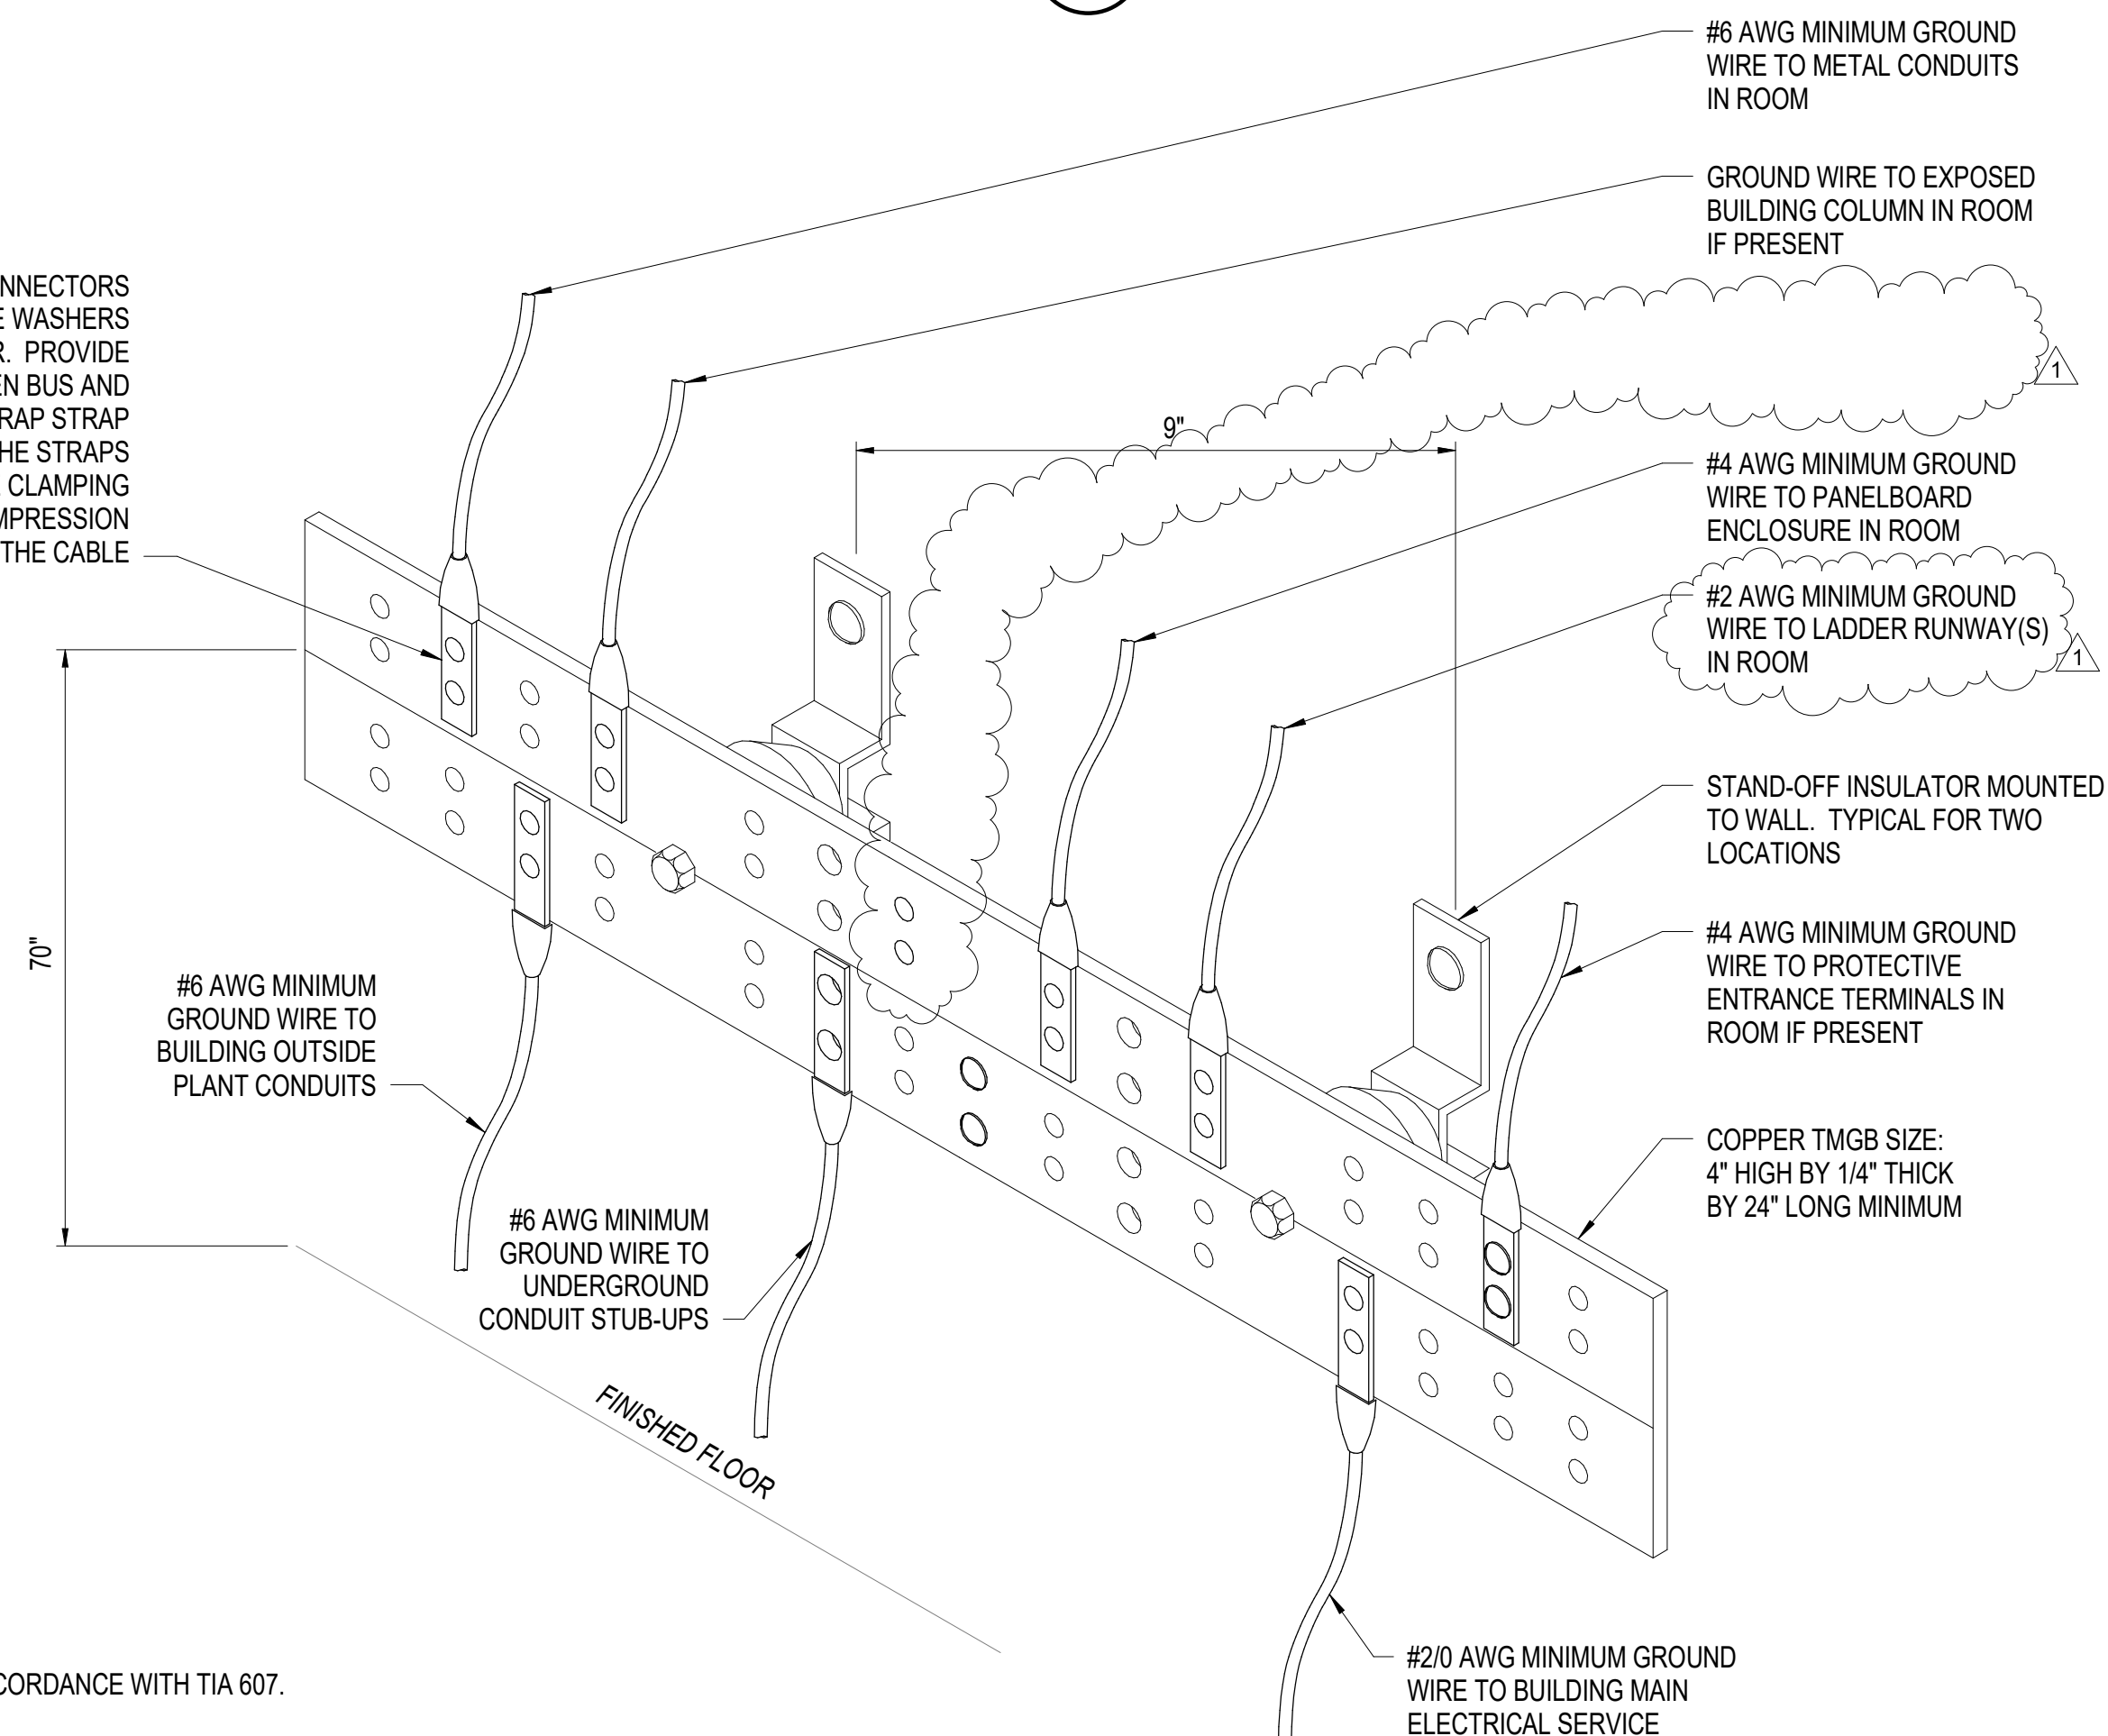 #6 AWG MINIMUM GROUND
WIRE TO METAL CONDUITS
IN ROOM
GROUND WIRE TO EXPOSED
BUILDING COLUMN IN ROOM
IF PRESENT
WASHERS
PROVIDE
BUS AND
STRAP
STRAPS
CLAMPING
THE CABLE
1
9"
#4 AWG MINIMUM GROUND
WIRE TO PANELBOARD
ENCLOSURE IN ROOM
#2 AWG MINIMUM GROUND
WIRE TO LADDER RUNWAY(S)
IN ROOM
1
STAND-OFF INSULATOR MOUNTED
TO WALL. TYPICAL FOR TWO
LOCATIONS
#4 AWG MINIMUM GROUND
WIRE TO PROTECTIVE
ENTRANCE TERMINALS IN
ROOM IF PRESENT
COPPER TMGB SIZE:
4" HIGH BY 1/4" THICK
BY 24" LONG MINIMUM
70"
#6 AWG MINIMUM
GROUND WIRE TO
BUILDING OUTSIDE
PLANT CONDUITS
#6 AWG MINIMUM
GROUND WIRE TO
UNDERGROUND
CONDUIT STUB-UPS
FINISHED FLOOR
#2/0 AWG MINIMUM GROUND
WIRE TO BUILDING MAIN
ELECTRICAL SERVICE
WITH TIA 607.